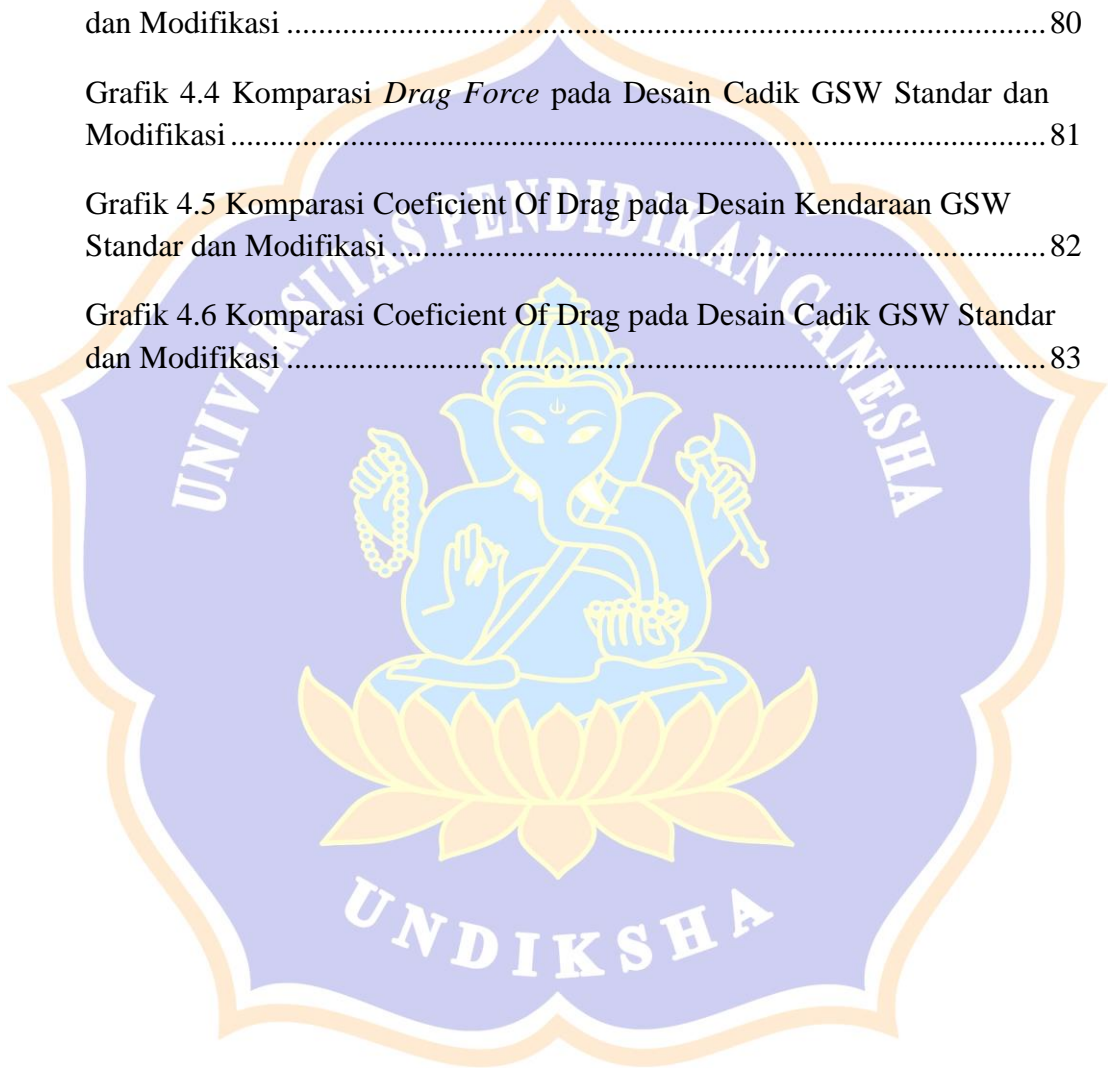 dan Modifikasi ................................................................................................ 80
Grafik 4.4 Komparasi Drag Force pada Desain Cadik GSW Standar dan
Modifikasi ....................................................................................................... 81
Grafik 4.5 Komparasi Coeficient Of Drag pada Desain Kendaraan GSW
Standar dan Modifikasi ................................................................................... 82
Grafik 4.6 Komparasi Coeficient Of Drag pada Desain Cadik GSW Standar
dan Modifikasi ................................................................................................ 83
UNIVERSITAS PENDIDIKAN GANESHA
UNDIKSHA